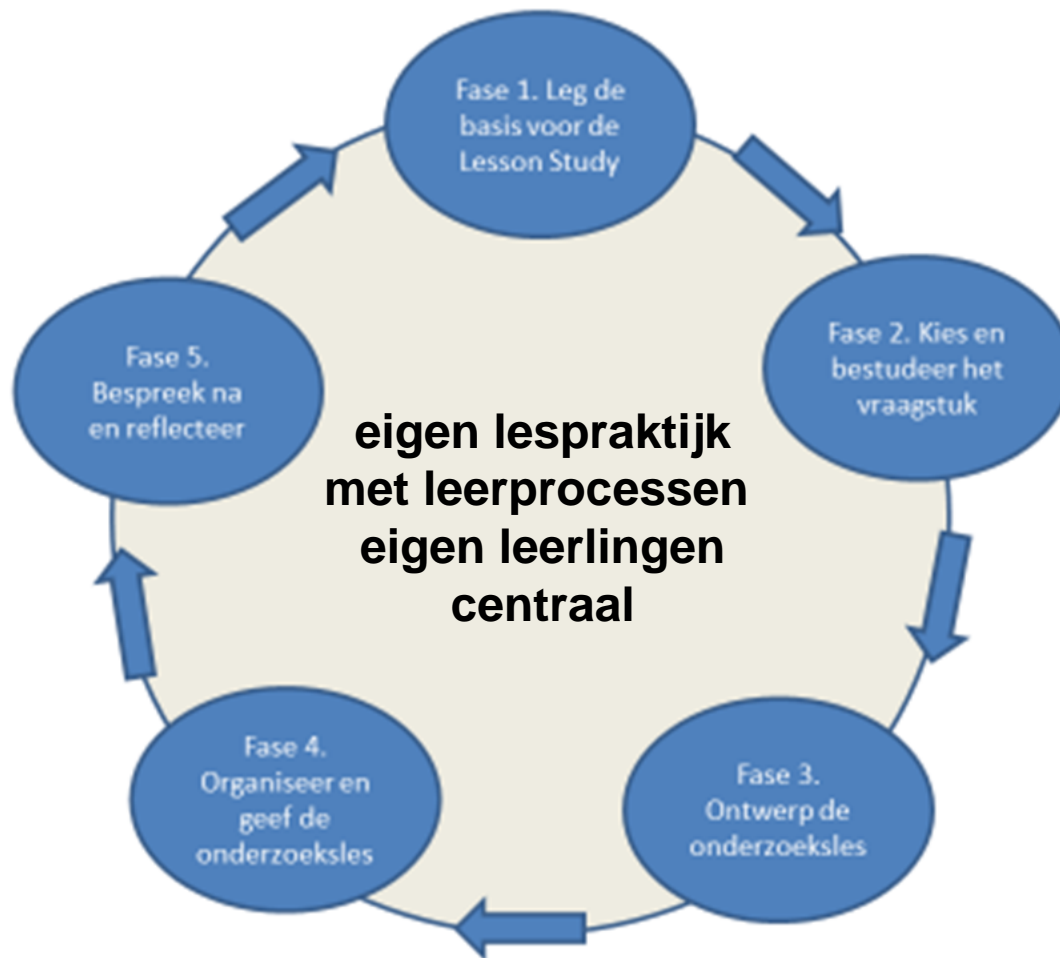 Fase 1. Leg de
basis voor de
Lesson Study
Fase 2. Kies en
bestudeer het
vraagstuk
Fase 3.
Ontwerp de
onderzoeksles
Fase 4.
Organiseer en
geef de
onderzoeksles
Fase 5.
Bespreek na
en reflecteer
eigen lespraktijk
met leerprocessen
eigen leerlingen
centraal